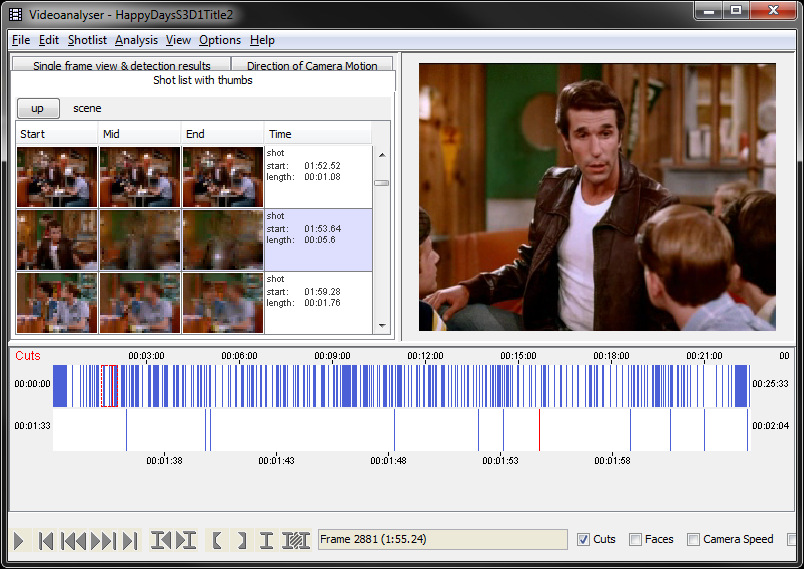 Videoanalyser - HappyDaysS3D1Title2
File Edit Shotlist Analysis View Options Help
Single frame view & detection results Direction of Camera Motion
Shot list with thumbs
up scene
Start Mid End Time
shot
start: 01:52.52
length: 00:01.08
shot
start: 01:53.64
length: 00:05.6
shot
start: 01:59.28
length: 00:01.76
Cuts 00:03:00 00:06:00 00:09:00 00:12:00 00:15:00 00:18:00 00:21:00 00
00:00:00 00:25:33
00:01:33 00:02:04
00:01:38 00:01:43 00:01:48 00:01:53 00:01:58
Frame 2881 (1:55.24) Cuts Faces Camera Speed